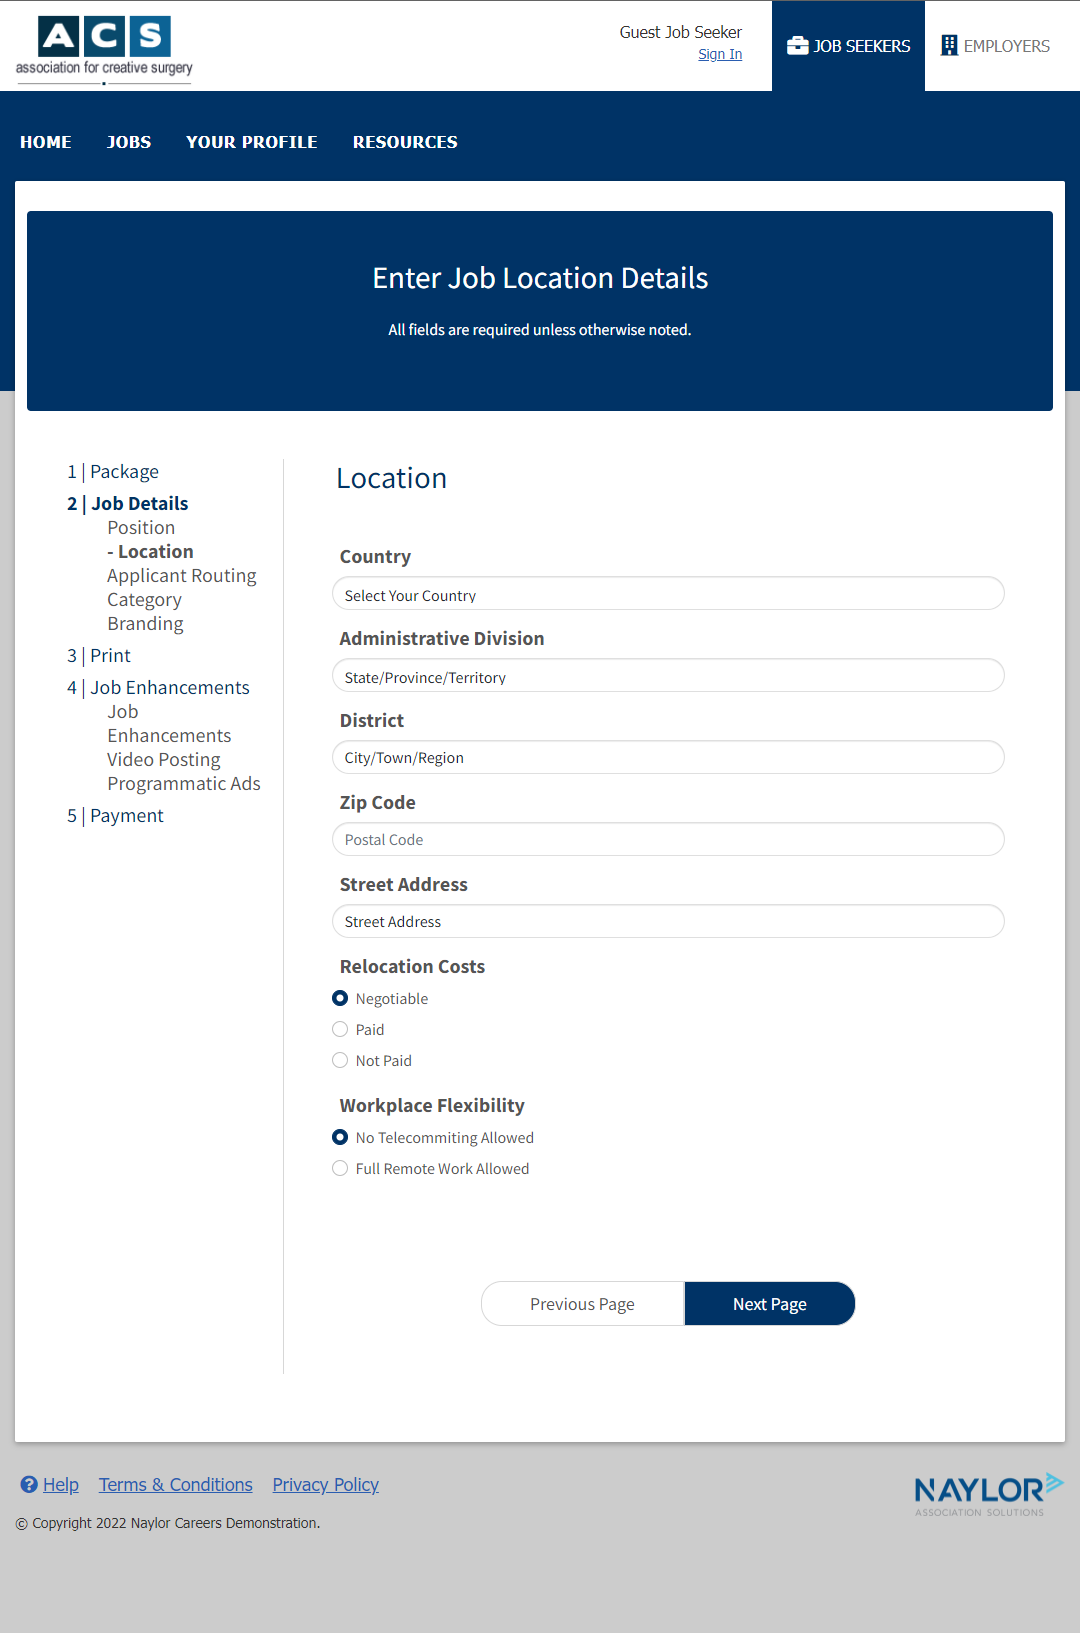 ACS
association for creative surgery
Guest Job Seeker
Sign In
JOB SEEKERS
EMPLOYERS
HOME
JOBS
YOUR PROFILE
RESOURCES
Enter Job Location Details
All fields are required unless otherwise noted.
1 | Package
2 | Job Details
Position
- Location
Applicant Routing
Category
Branding
3 | Print
4 | Job Enhancements
Job
Enhancements
Video Posting
Programmatic Ads
5 | Payment
Location
Country
Select Your Country
Administrative Division
State/Province/Territory
District
City/Town/Region
Zip Code
Postal Code
Street Address
Street Address
Relocation Costs
Negotiable
Paid
Not Paid
Workplace Flexibility
No Telecommiting Allowed
Full Remote Work Allowed
Previous Page
Next Page
? Help
Terms & Conditions
Privacy Policy
NAYLOR
ASSOCIATION SOLUTIONS
© Copyright 2022 Naylor Careers Demonstration.